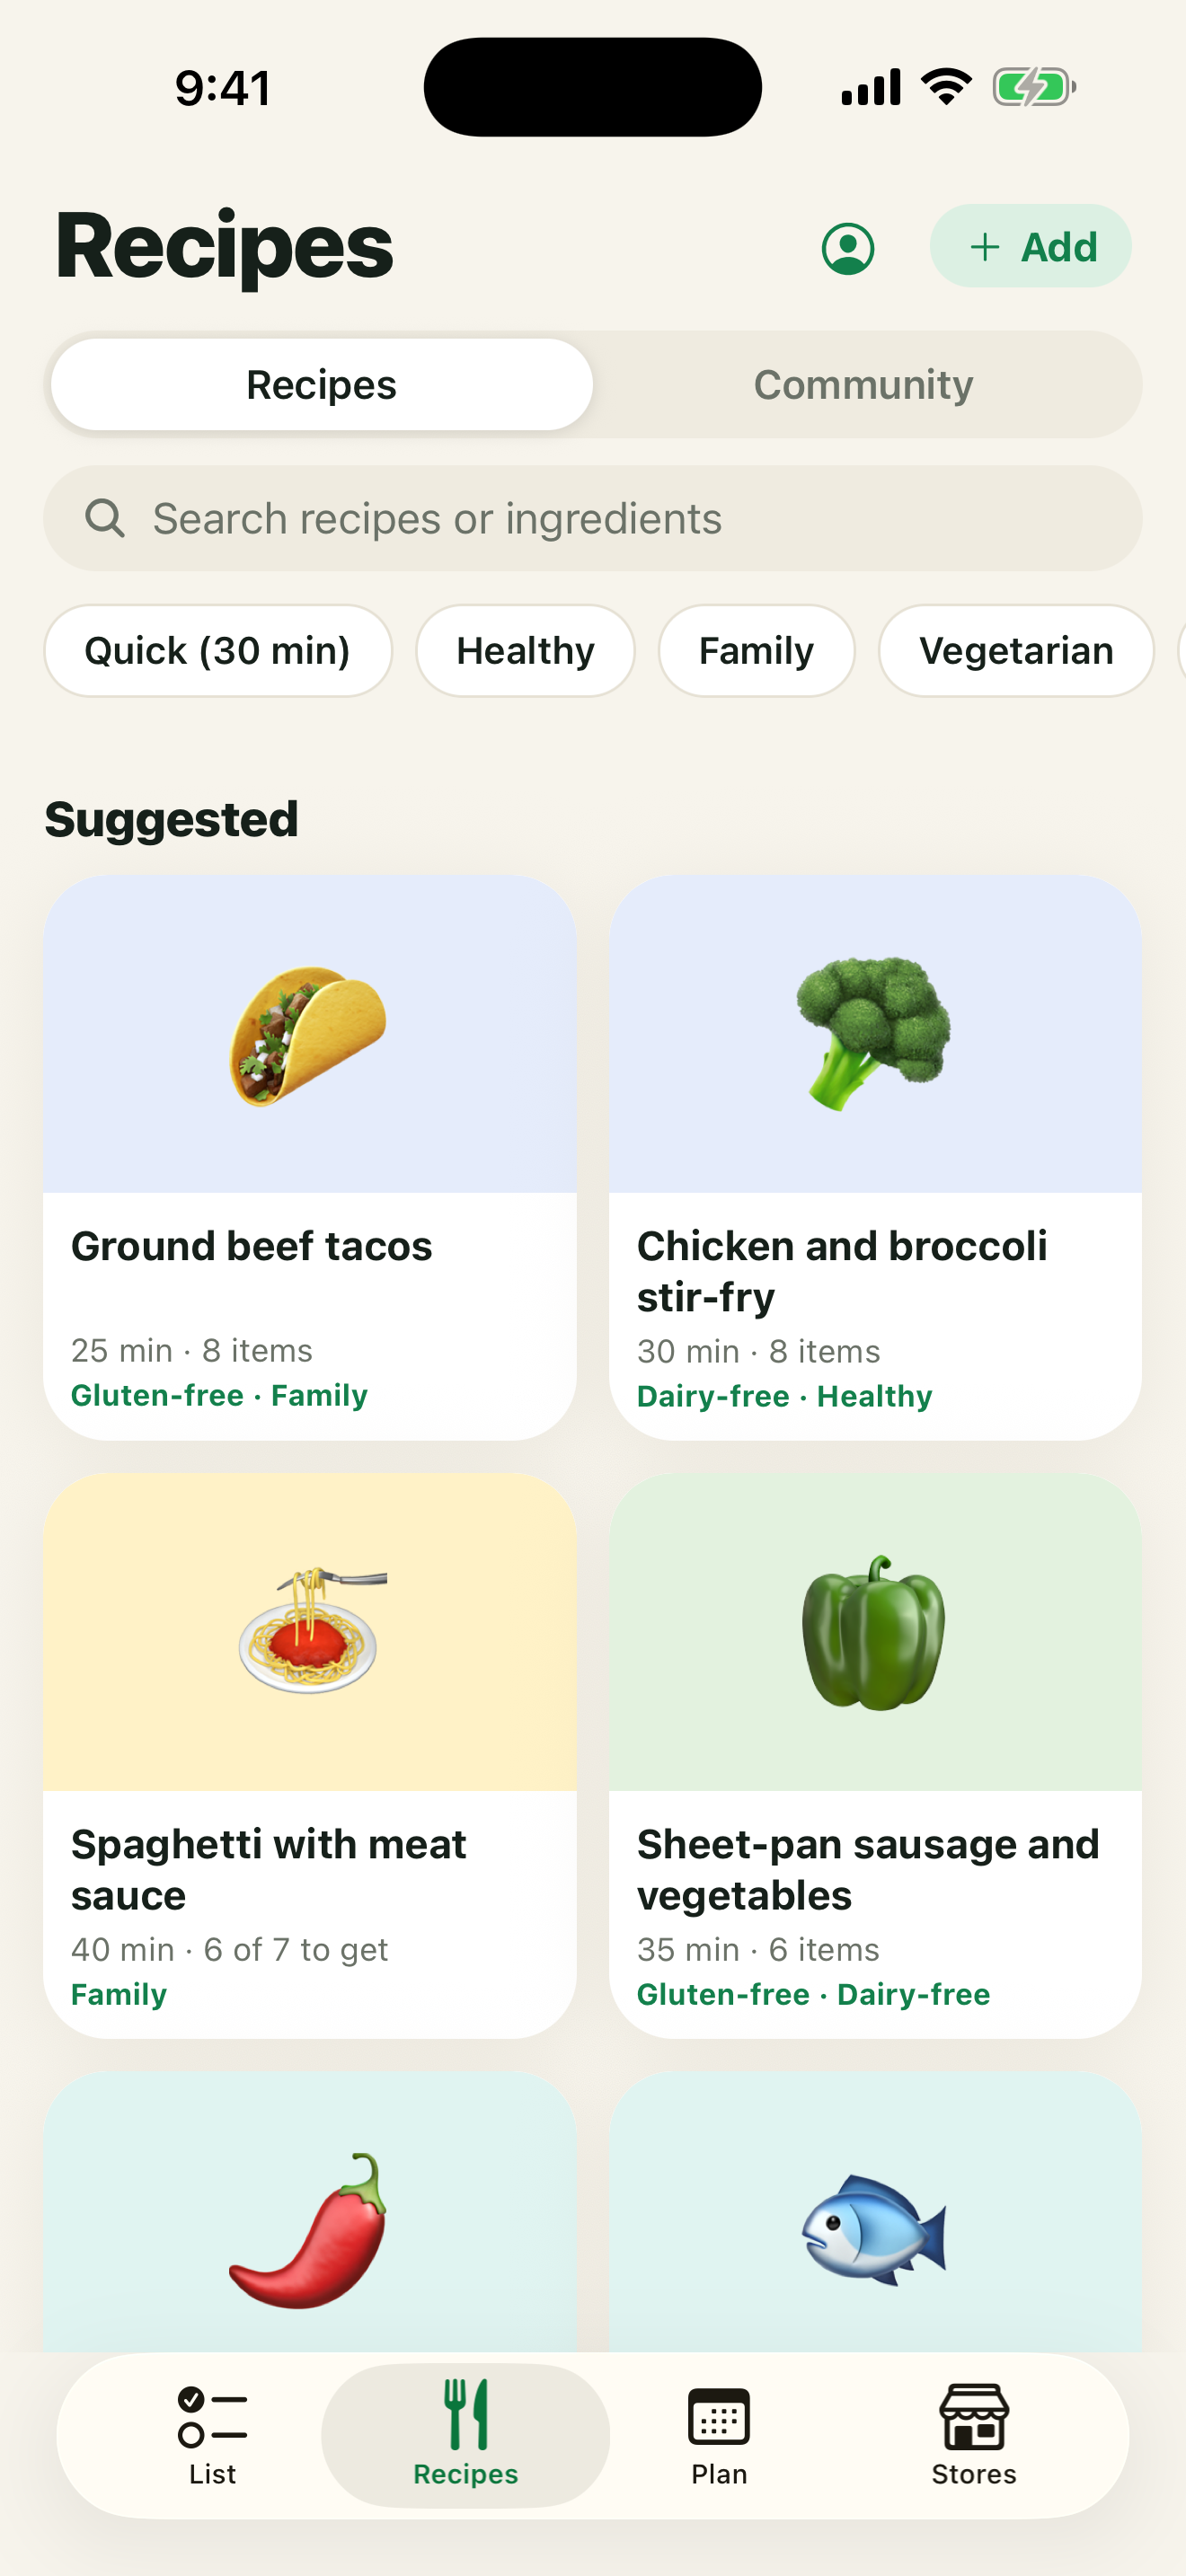 9:41
Recipes
+ Add
Recipes
Community
Search recipes or ingredients
Quick (30 min)
Healthy
Family
Vegetarian
Suggested
Ground beef tacos
25 min · 8 items
Gluten-free · Family
Chicken and broccoli
stir-fry
30 min · 8 items
Dairy-free · Healthy
Spaghetti with meat
sauce
40 min · 6 of 7 to get
Family
Sheet-pan sausage and
vegetables
35 min · 6 items
Gluten-free · Dairy-free
List
Recipes
Plan
Stores